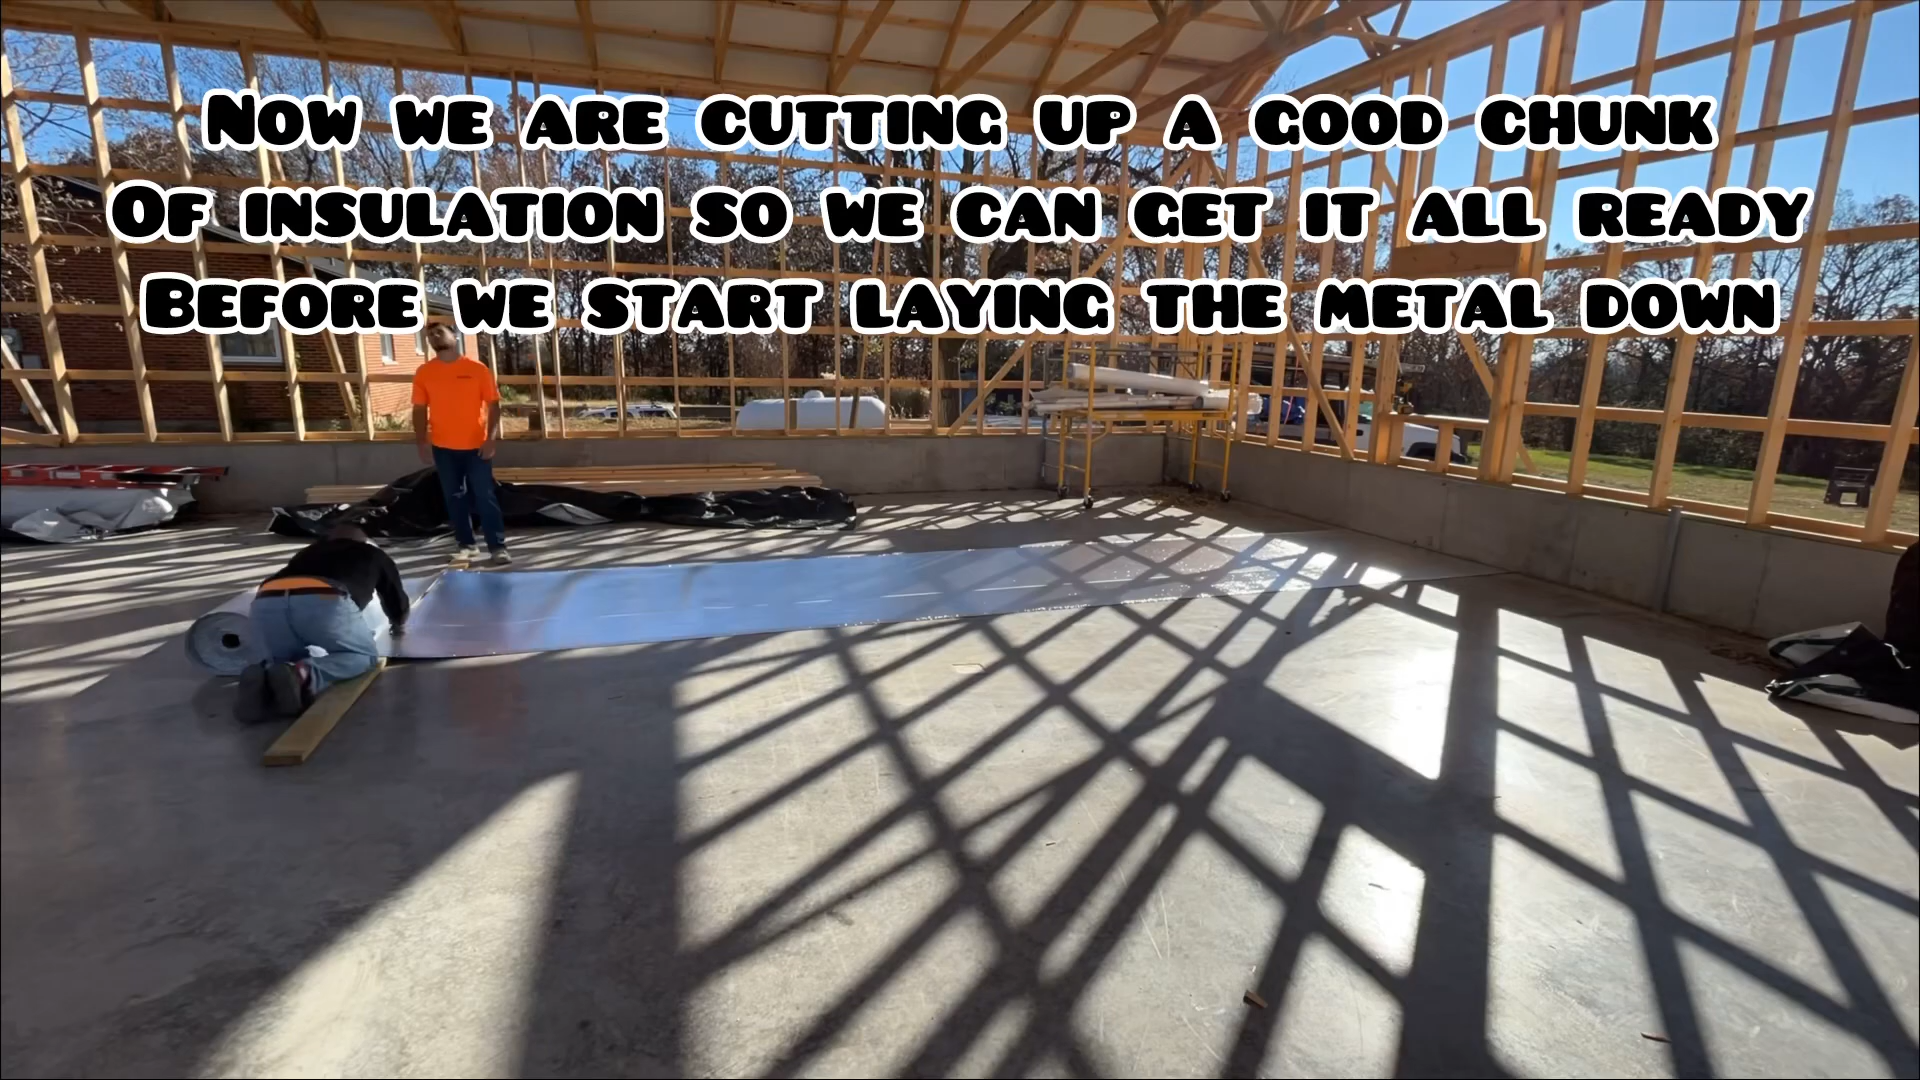 Now we are cutting up a good chunk
Of insulation so we can get it all ready
Before we start laying the metal down